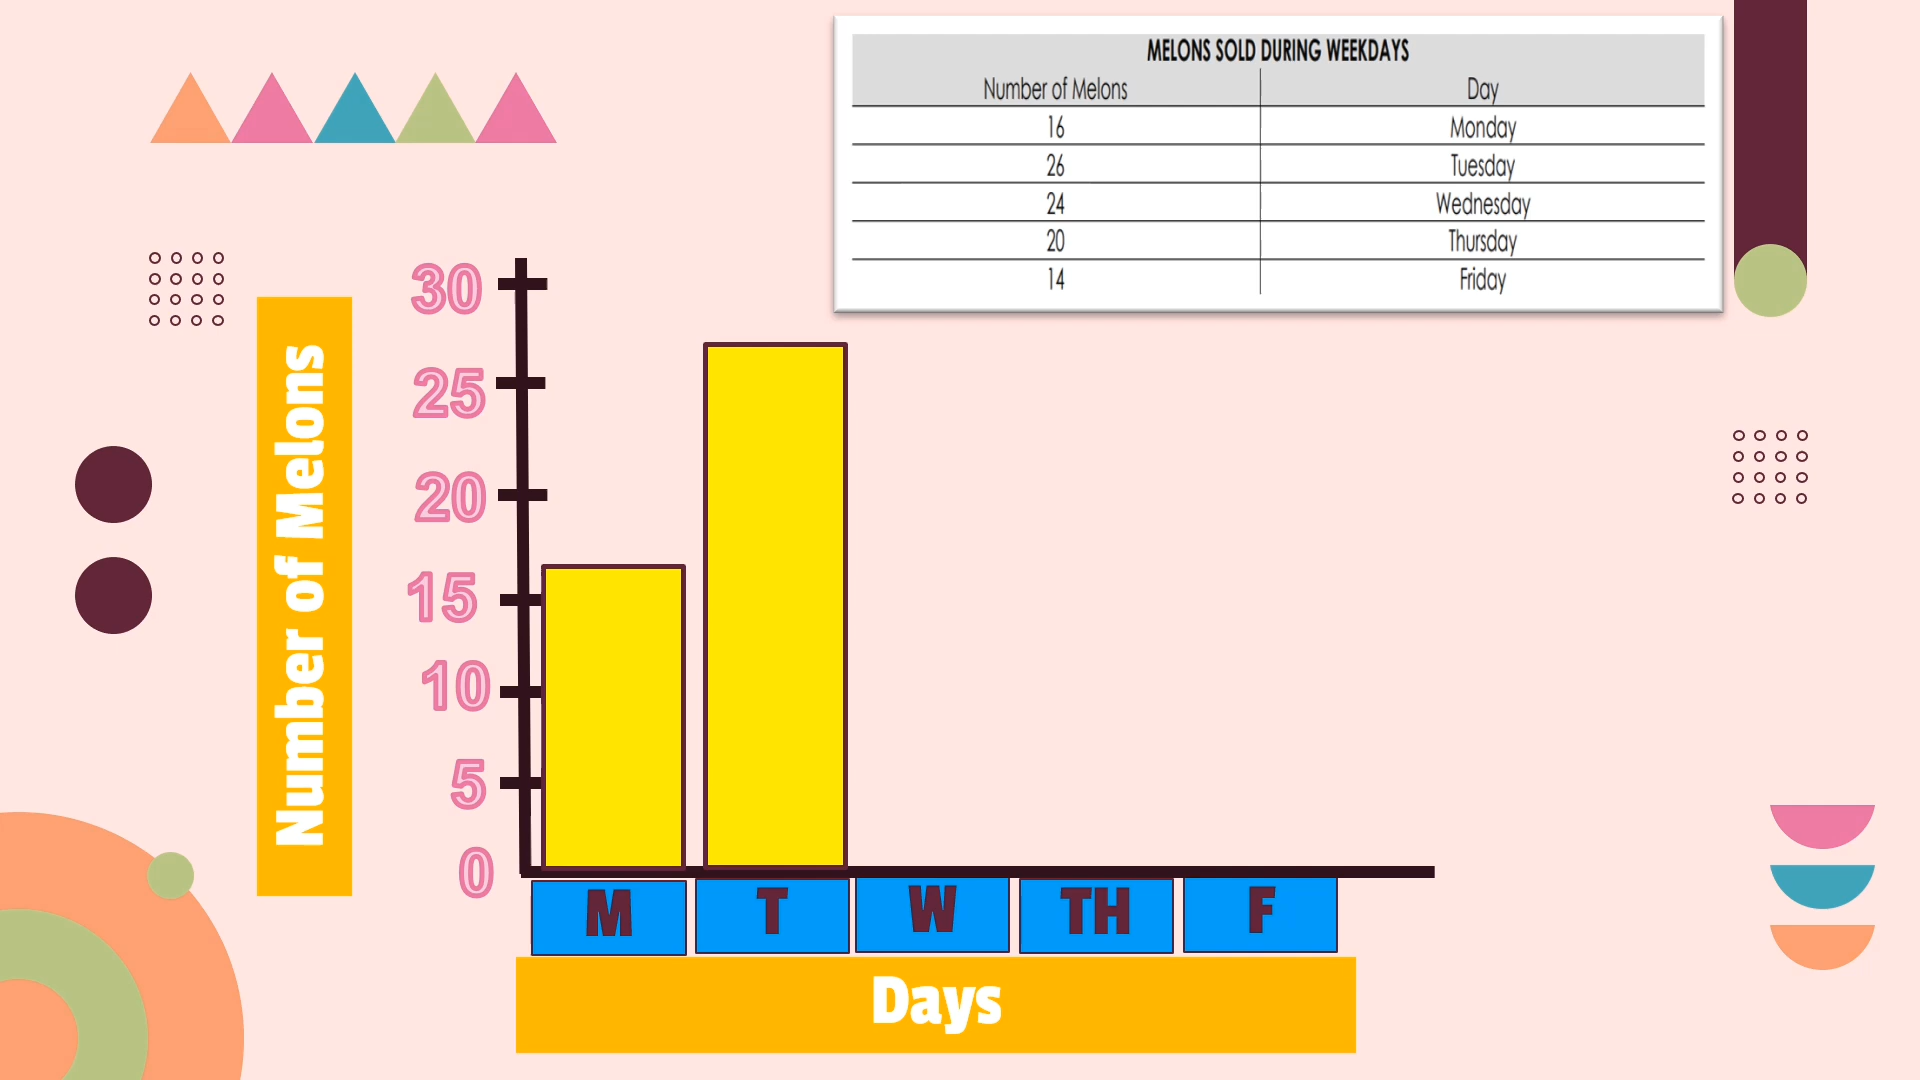 MELONS SOLD DURING WEEKDAYS
Number of Melons Day
16 Monday
26 Tuesday
24 Wednesday
20 Thursday
14 Friday
Number of Melons
30
25
20
15
10
5
0
M T W TH F
Days